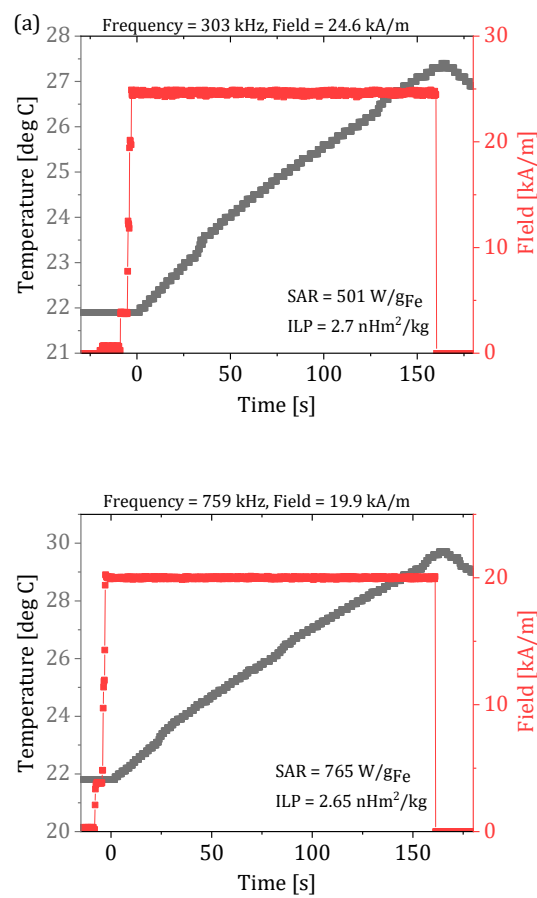 (a)
Frequency = 303 kHz, Field = 24.6 kA/m
28
27
26
25
24
23
22
21
Temperature [deg C]
30
20
10
0
FIeld [kA/m]
SAR = 501 W/gFe
ILP = 2.7 nHm²/kg
0 50 100 150
Time [s]
Frequency = 759 kHz, Field = 19.9 kA/m
30
28
26
24
22
20
Temperature [deg C]
20
10
0
Field [kA/m]
SAR = 765 W/gFe
ILP = 2.65 nHm²/kg
0 50 100 150
Time [s]